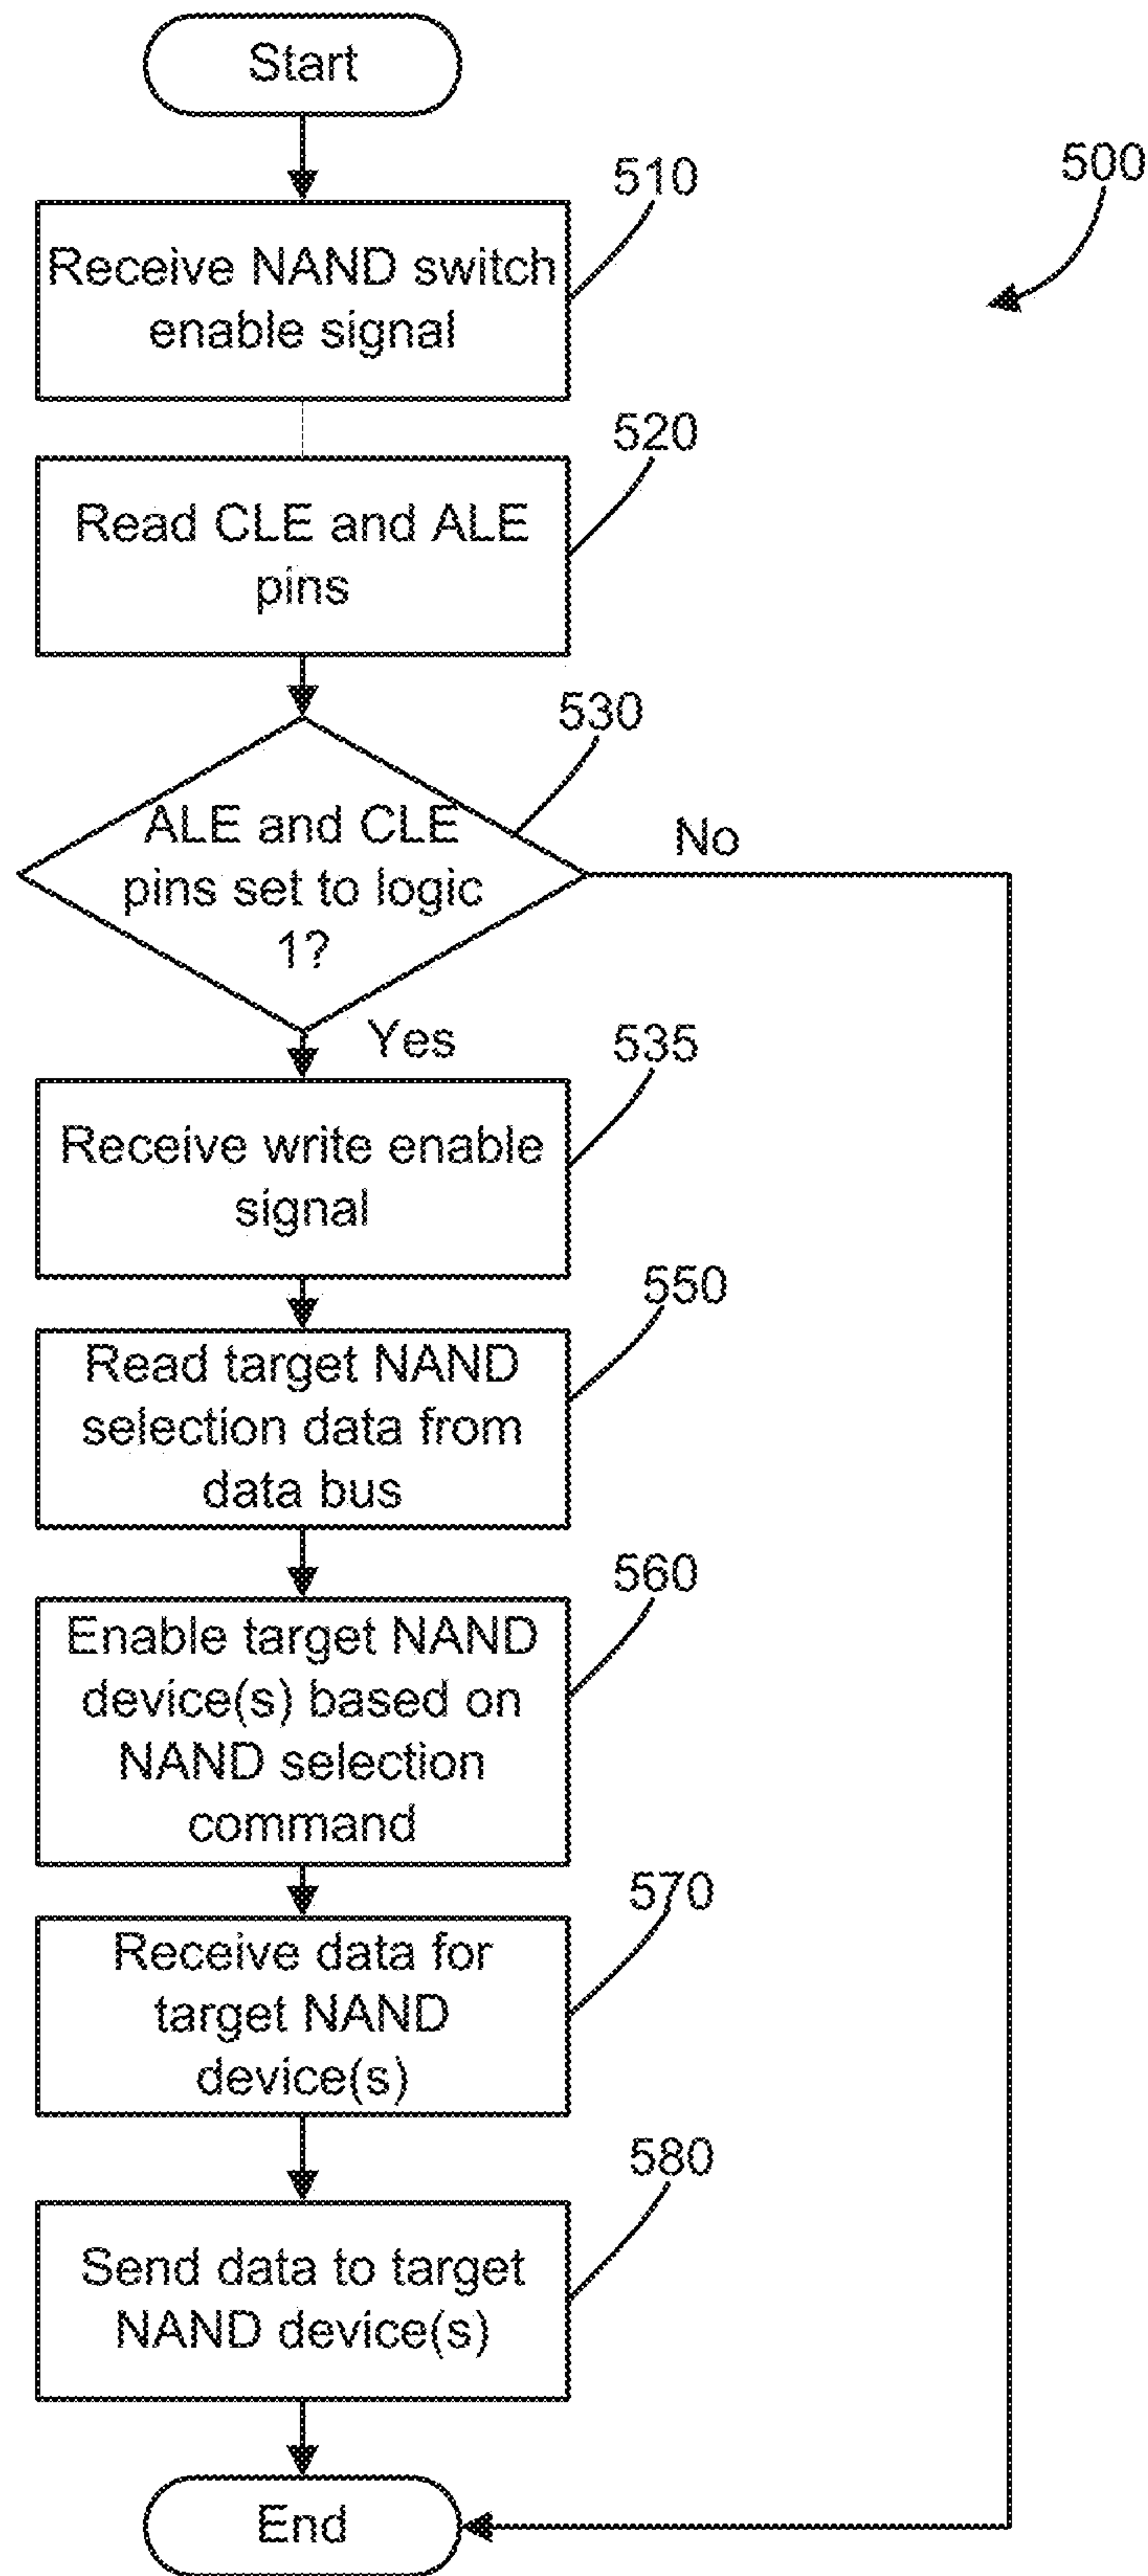 Start
510
500
Receive NAND switch
enable signal
520
Read CLE and ALE
pins
530
ALE and CLE
pins set to logic
1?
No
Yes
535
Receive write enable
signal
550
Read target NAND
selection data from
data bus
560
Enable target NAND
device(s) based on
NAND selection
command
570
Receive data for
target NAND
device(s)
580
Send data to target
NAND device(s)
End